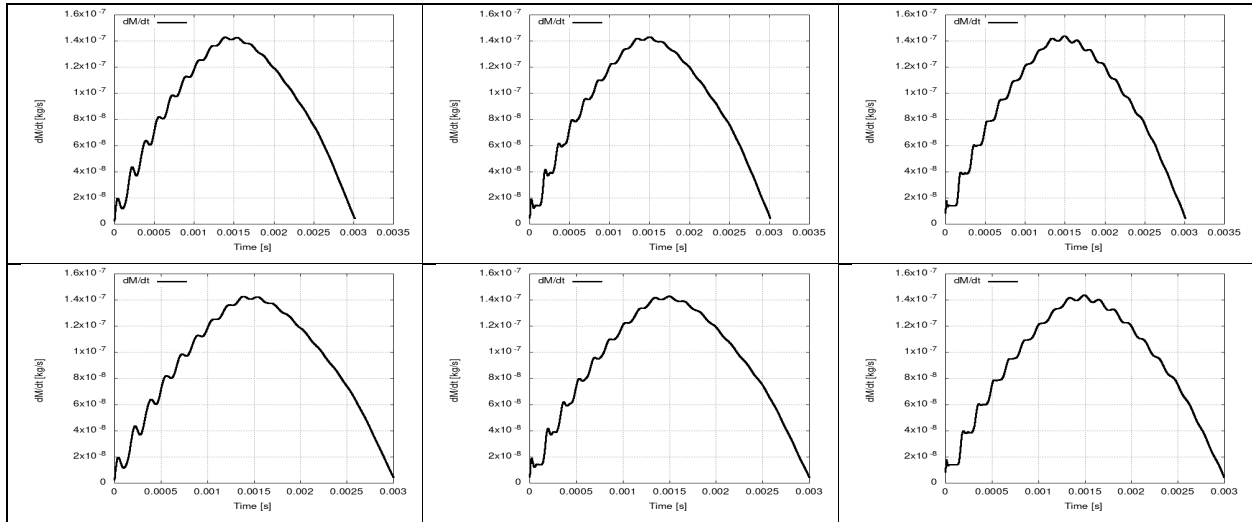 1.6x10⁻⁷
dM/dt
1.4x10⁻⁷
1.2x10⁻⁷
1x10⁻⁷
8x10⁻⁸
6x10⁻⁸
4x10⁻⁸
2x10⁻⁸
0
dM/dt [kg/s]
0 0.0005 0.001 0.0015 0.002 0.0025 0.003 0.0035
Time [s]
1.6x10⁻⁷
dM/dt
1.4x10⁻⁷
1.2x10⁻⁷
1x10⁻⁷
8x10⁻⁸
6x10⁻⁸
4x10⁻⁸
2x10⁻⁸
0
dM/dt [kg/s]
0 0.0005 0.001 0.0015 0.002 0.0025 0.003 0.0035
Time [s]
1.6x10⁻⁷
dM/dt
1.4x10⁻⁷
1.2x10⁻⁷
1x10⁻⁷
8x10⁻⁸
6x10⁻⁸
4x10⁻⁸
2x10⁻⁸
0
dM/dt [kg/s]
0 0.0005 0.001 0.0015 0.002 0.0025 0.003 0.0035
Time [s]
1.6x10⁻⁷
dM/dt
1.4x10⁻⁷
1.2x10⁻⁷
1x10⁻⁷
8x10⁻⁸
6x10⁻⁸
4x10⁻⁸
2x10⁻⁸
0
dM/dt [kg/s]
0 0.0005 0.001 0.0015 0.002 0.0025 0.003
Time [s]
1.6x10⁻⁷
dM/dt
1.4x10⁻⁷
1.2x10⁻⁷
1x10⁻⁷
8x10⁻⁸
6x10⁻⁸
4x10⁻⁸
2x10⁻⁸
0
dM/dt [kg/s]
0 0.0005 0.001 0.0015 0.002 0.0025 0.003
Time [s]
1.6x10⁻⁷
dM/dt
1.4x10⁻⁷
1.2x10⁻⁷
1x10⁻⁷
8x10⁻⁸
6x10⁻⁸
4x10⁻⁸
2x10⁻⁸
0
dM/dt [kg/s]
0 0.0005 0.001 0.0015 0.002 0.0025 0.003
Time [s]